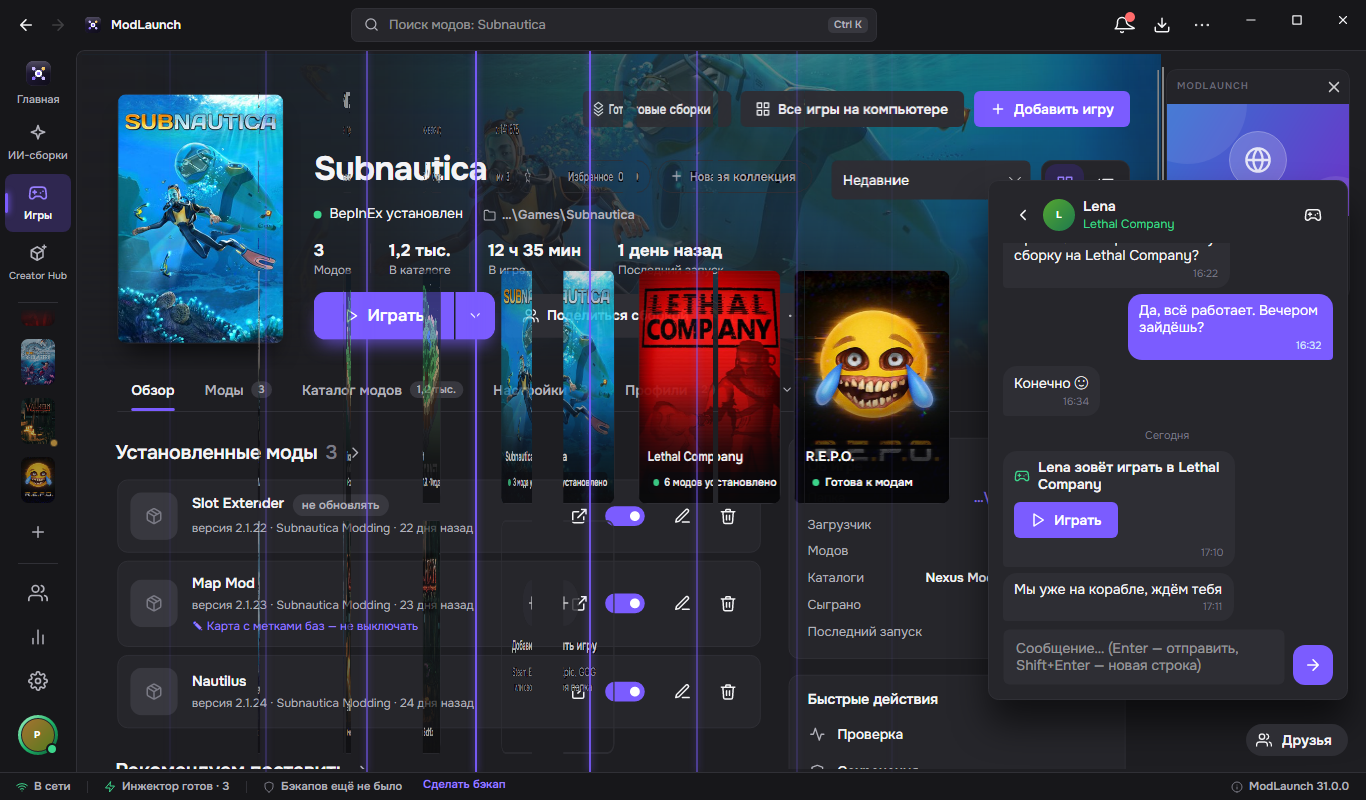 ModLaunch
Поиск модов: Subnautica
Ctrl K
Главная
ИИ-сборки
Игры
Creator Hub
SUBNAUTICA
Все игры на компьютере
Добавить игру
MODLAUNCH
Subnautica
Избранное 0
Новая коллекция
Недавние
BepInEx установлен
...\Games\Subnautica
3
1,2 тыс.
12 ч 35 мин
1 день назад
Модов
В каталоге
В игре
Последний запуск
Играть
Поделиться
Обзор
Моды 3
Каталог модов
Настройки
Установленные моды 3
Slot Extender
не обновлять
версия 2.1.22 · Subnautica Modding · 22 дня назад
Map Mod
версия 2.1.23 · Subnautica Modding · 23 дня назад
Карта с метками баз — не выключать
Nautilus
версия 2.1.24 · Subnautica Modding · 24 дня назад
LETHAL
COMPANY
Lethal Company
6 модов установлено
R.E.P.O.
R.E.P.O.
Готова к модам
Загрузчик
Модов
Каталоги
Nexus
Сыграно
Последний запуск
Быстрые действия
Проверка
L
Lena
Lethal Company
сборку на Lethal Company?
16:22
Да, всё работает. Вечером
зайдёшь?
16:32
Конечно 🙂
16:34
Сегодня
Lena зовёт играть в Lethal
Company
Играть
17:10
Мы уже на корабле, ждём тебя
17:11
Сообщение... (Enter — отправить,
Shift+Enter — новая строка)
Друзья
R.E.P.O.
P
В сети
Инжектор готов · 3
Бэкапов ещё не было
Сделать бэкап
ModLaunch 31.0.0